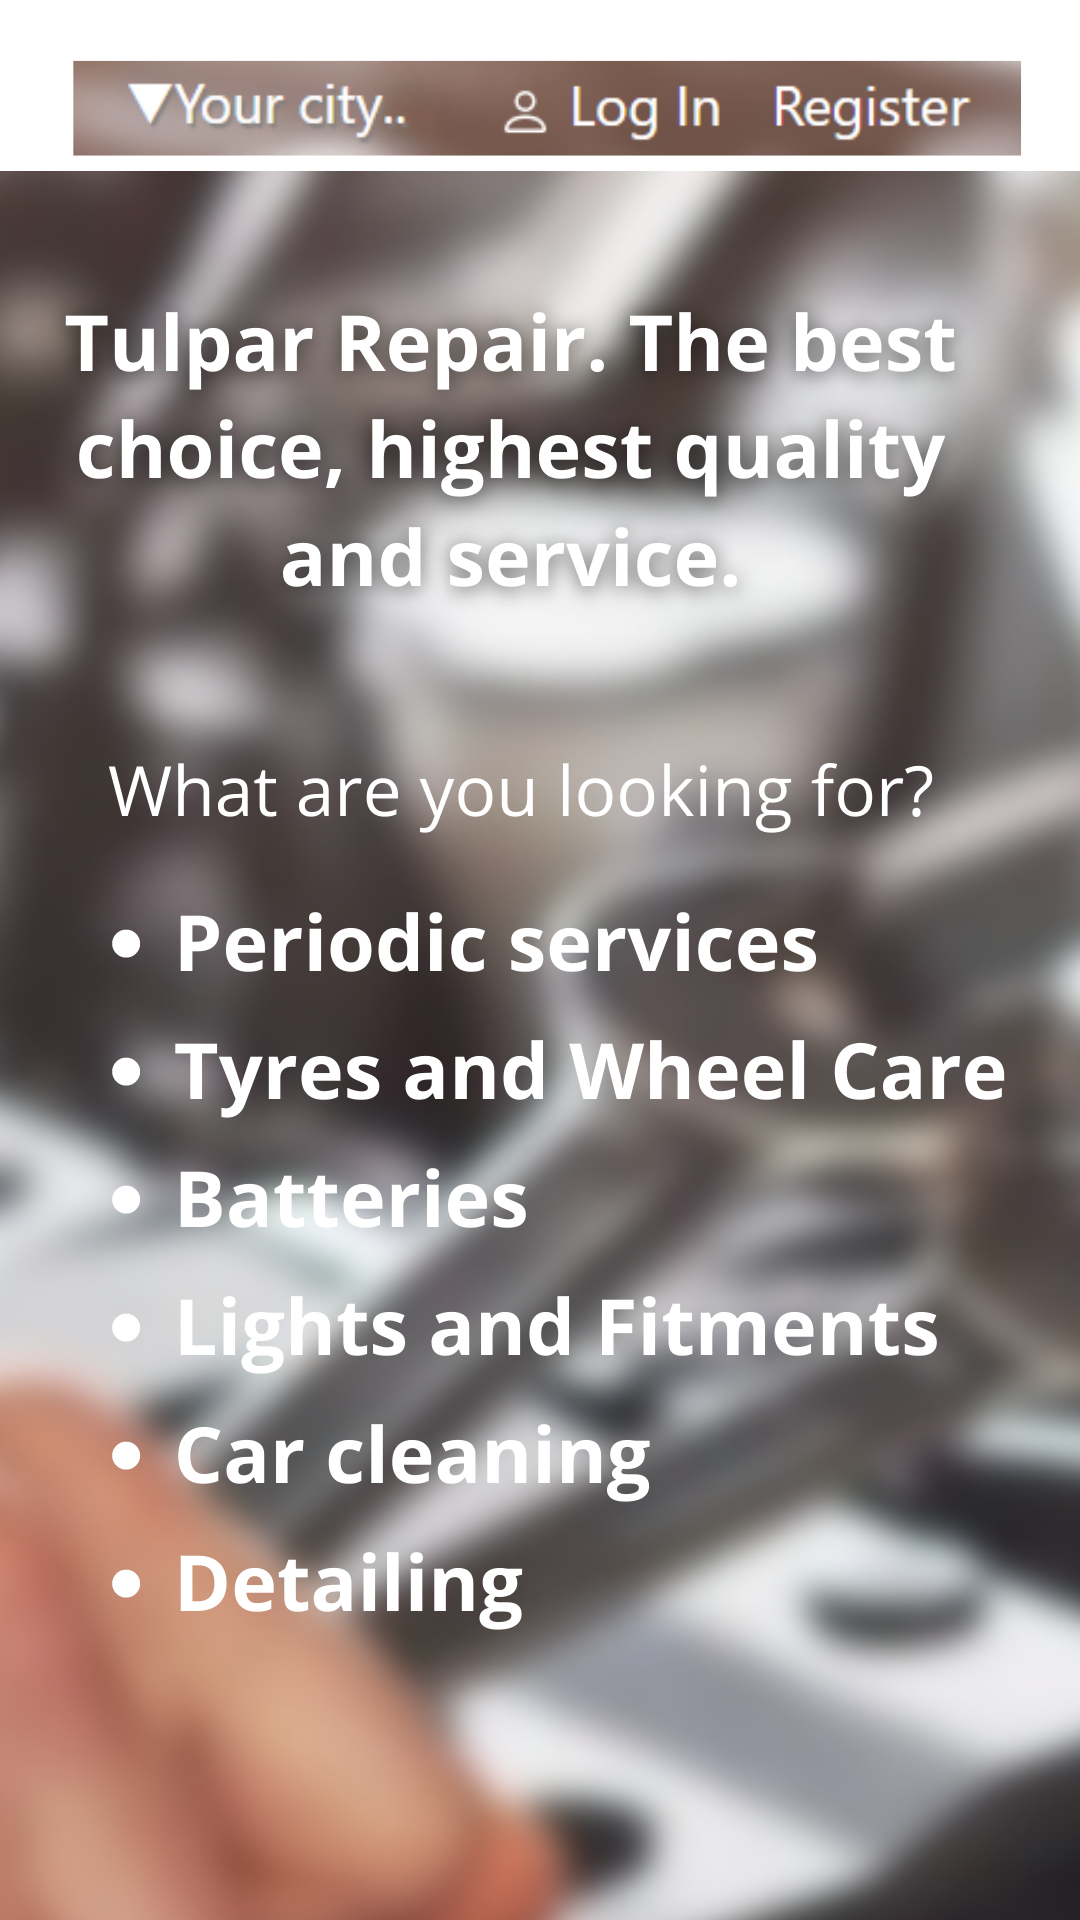 ▼Your city.. Log In Register
Tulpar Repair. The best
choice, highest quality
and service.
What are you looking for?
• Periodic services
• Tyres and Wheel Care
• Batteries
• Lights and Fitments
• Car cleaning
• Detailing